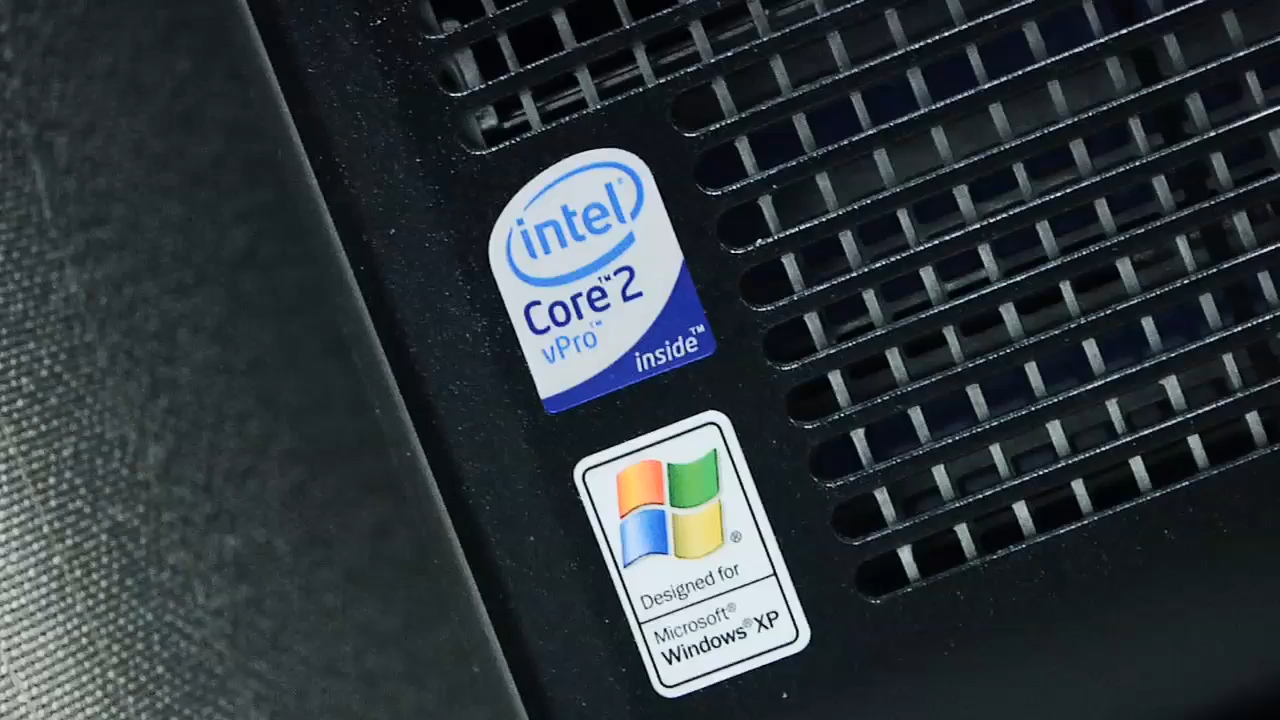 intel®
Core™2
vPro™
inside™
®
Designed for
Microsoft®
Windows®XP